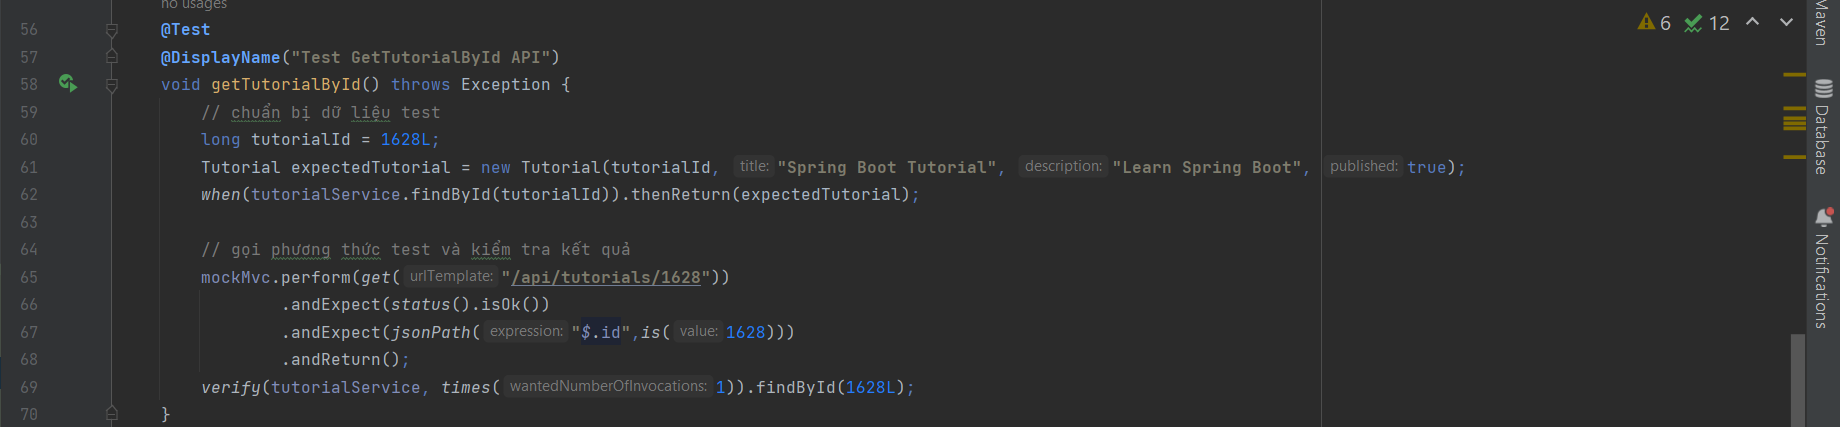 no usages
56 @Test
57 @DisplayName("Test GetTutorialById API")
58 void getTutorialById() throws Exception {
59 // chuẩn bị dữ liệu test
60 long tutorialId = 1628L;
61 Tutorial expectedTutorial = new Tutorial(tutorialId, title: "Spring Boot Tutorial", description: "Learn Spring Boot", published: true);
62 when(tutorialService.findById(tutorialId)).thenReturn(expectedTutorial);
63
64 // gọi phương thức test và kiểm tra kết quả
65 mockMvc.perform(get( urlTemplate: "/api/tutorials/1628"))
66 .andExpect(status().isOk())
67 .andExpect(jsonPath( expression: "$.id",is( value: 1628)))
68 .andReturn();
69 verify(tutorialService, times( wantedNumberOfInvocations: 1)).findById(1628L);
70 }
6 12
Maven
Database
Notifications